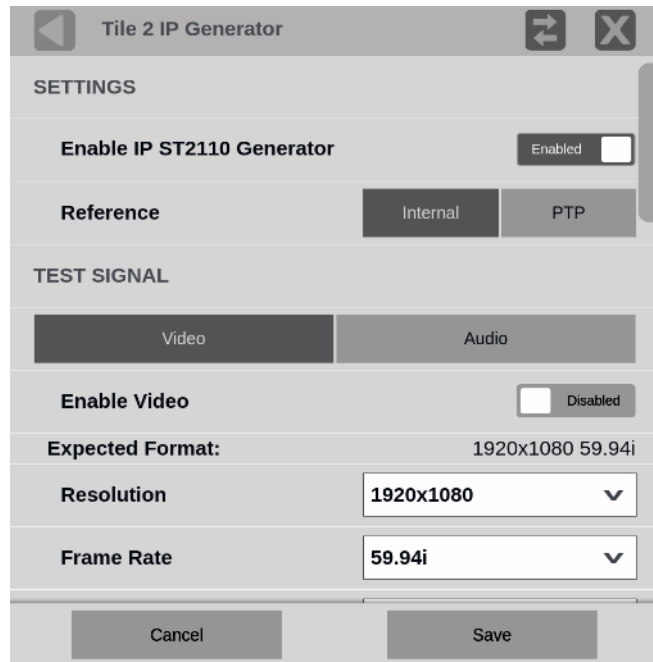 Tile 2 IP Generator
SETTINGS
Enable IP ST2110 Generator Enabled
Reference Internal PTP
TEST SIGNAL
Video Audio
Enable Video Disabled
Expected Format: 1920x1080 59.94i
Resolution 1920x1080
Frame Rate 59.94i
Cancel Save